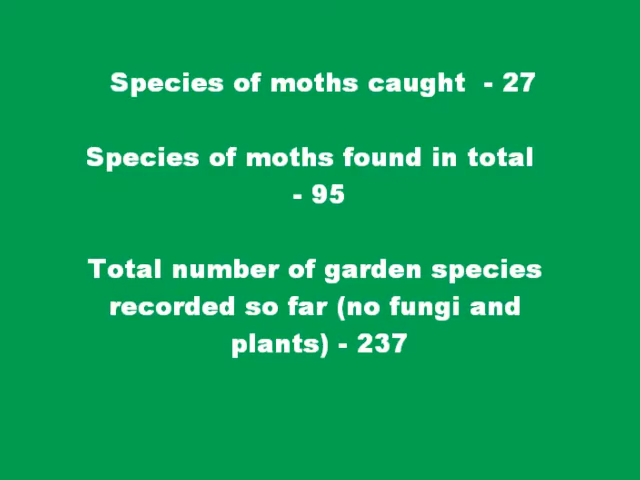 Species of moths caught  - 27
Species of moths found in total
- 95
Total number of garden species
recorded so far (no fungi and
plants) - 237